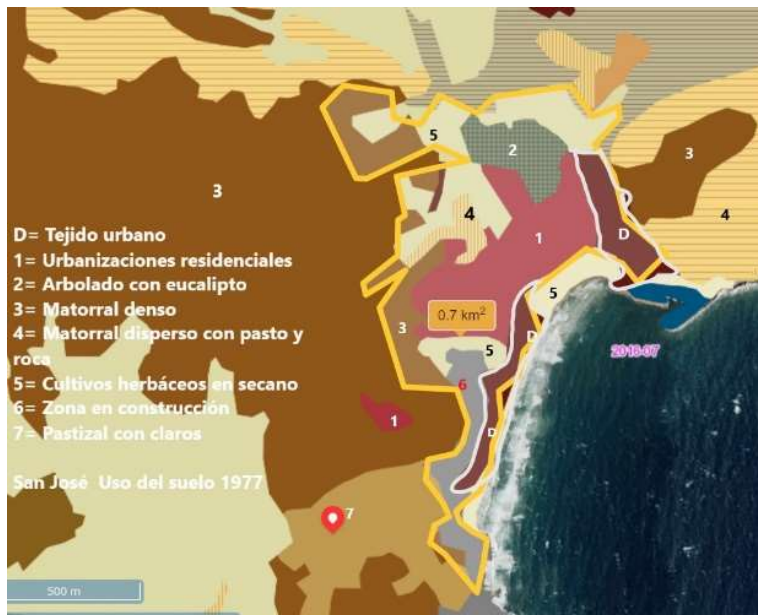 5
2
3
3
4
4
D
1
5
D= Tejido urbano
1= Urbanizaciones residenciales
2= Arbolado con eucalipto
3= Matorral denso
4= Matorral disperso con pasto y
roca
5= Cultivos herbáceos en secano
6= Zona en construcción
7= Pastizal con claros
San José Uso del suelo 1977
0.7 km²
3
D
5
2016-07
6
1
D
7
500 m